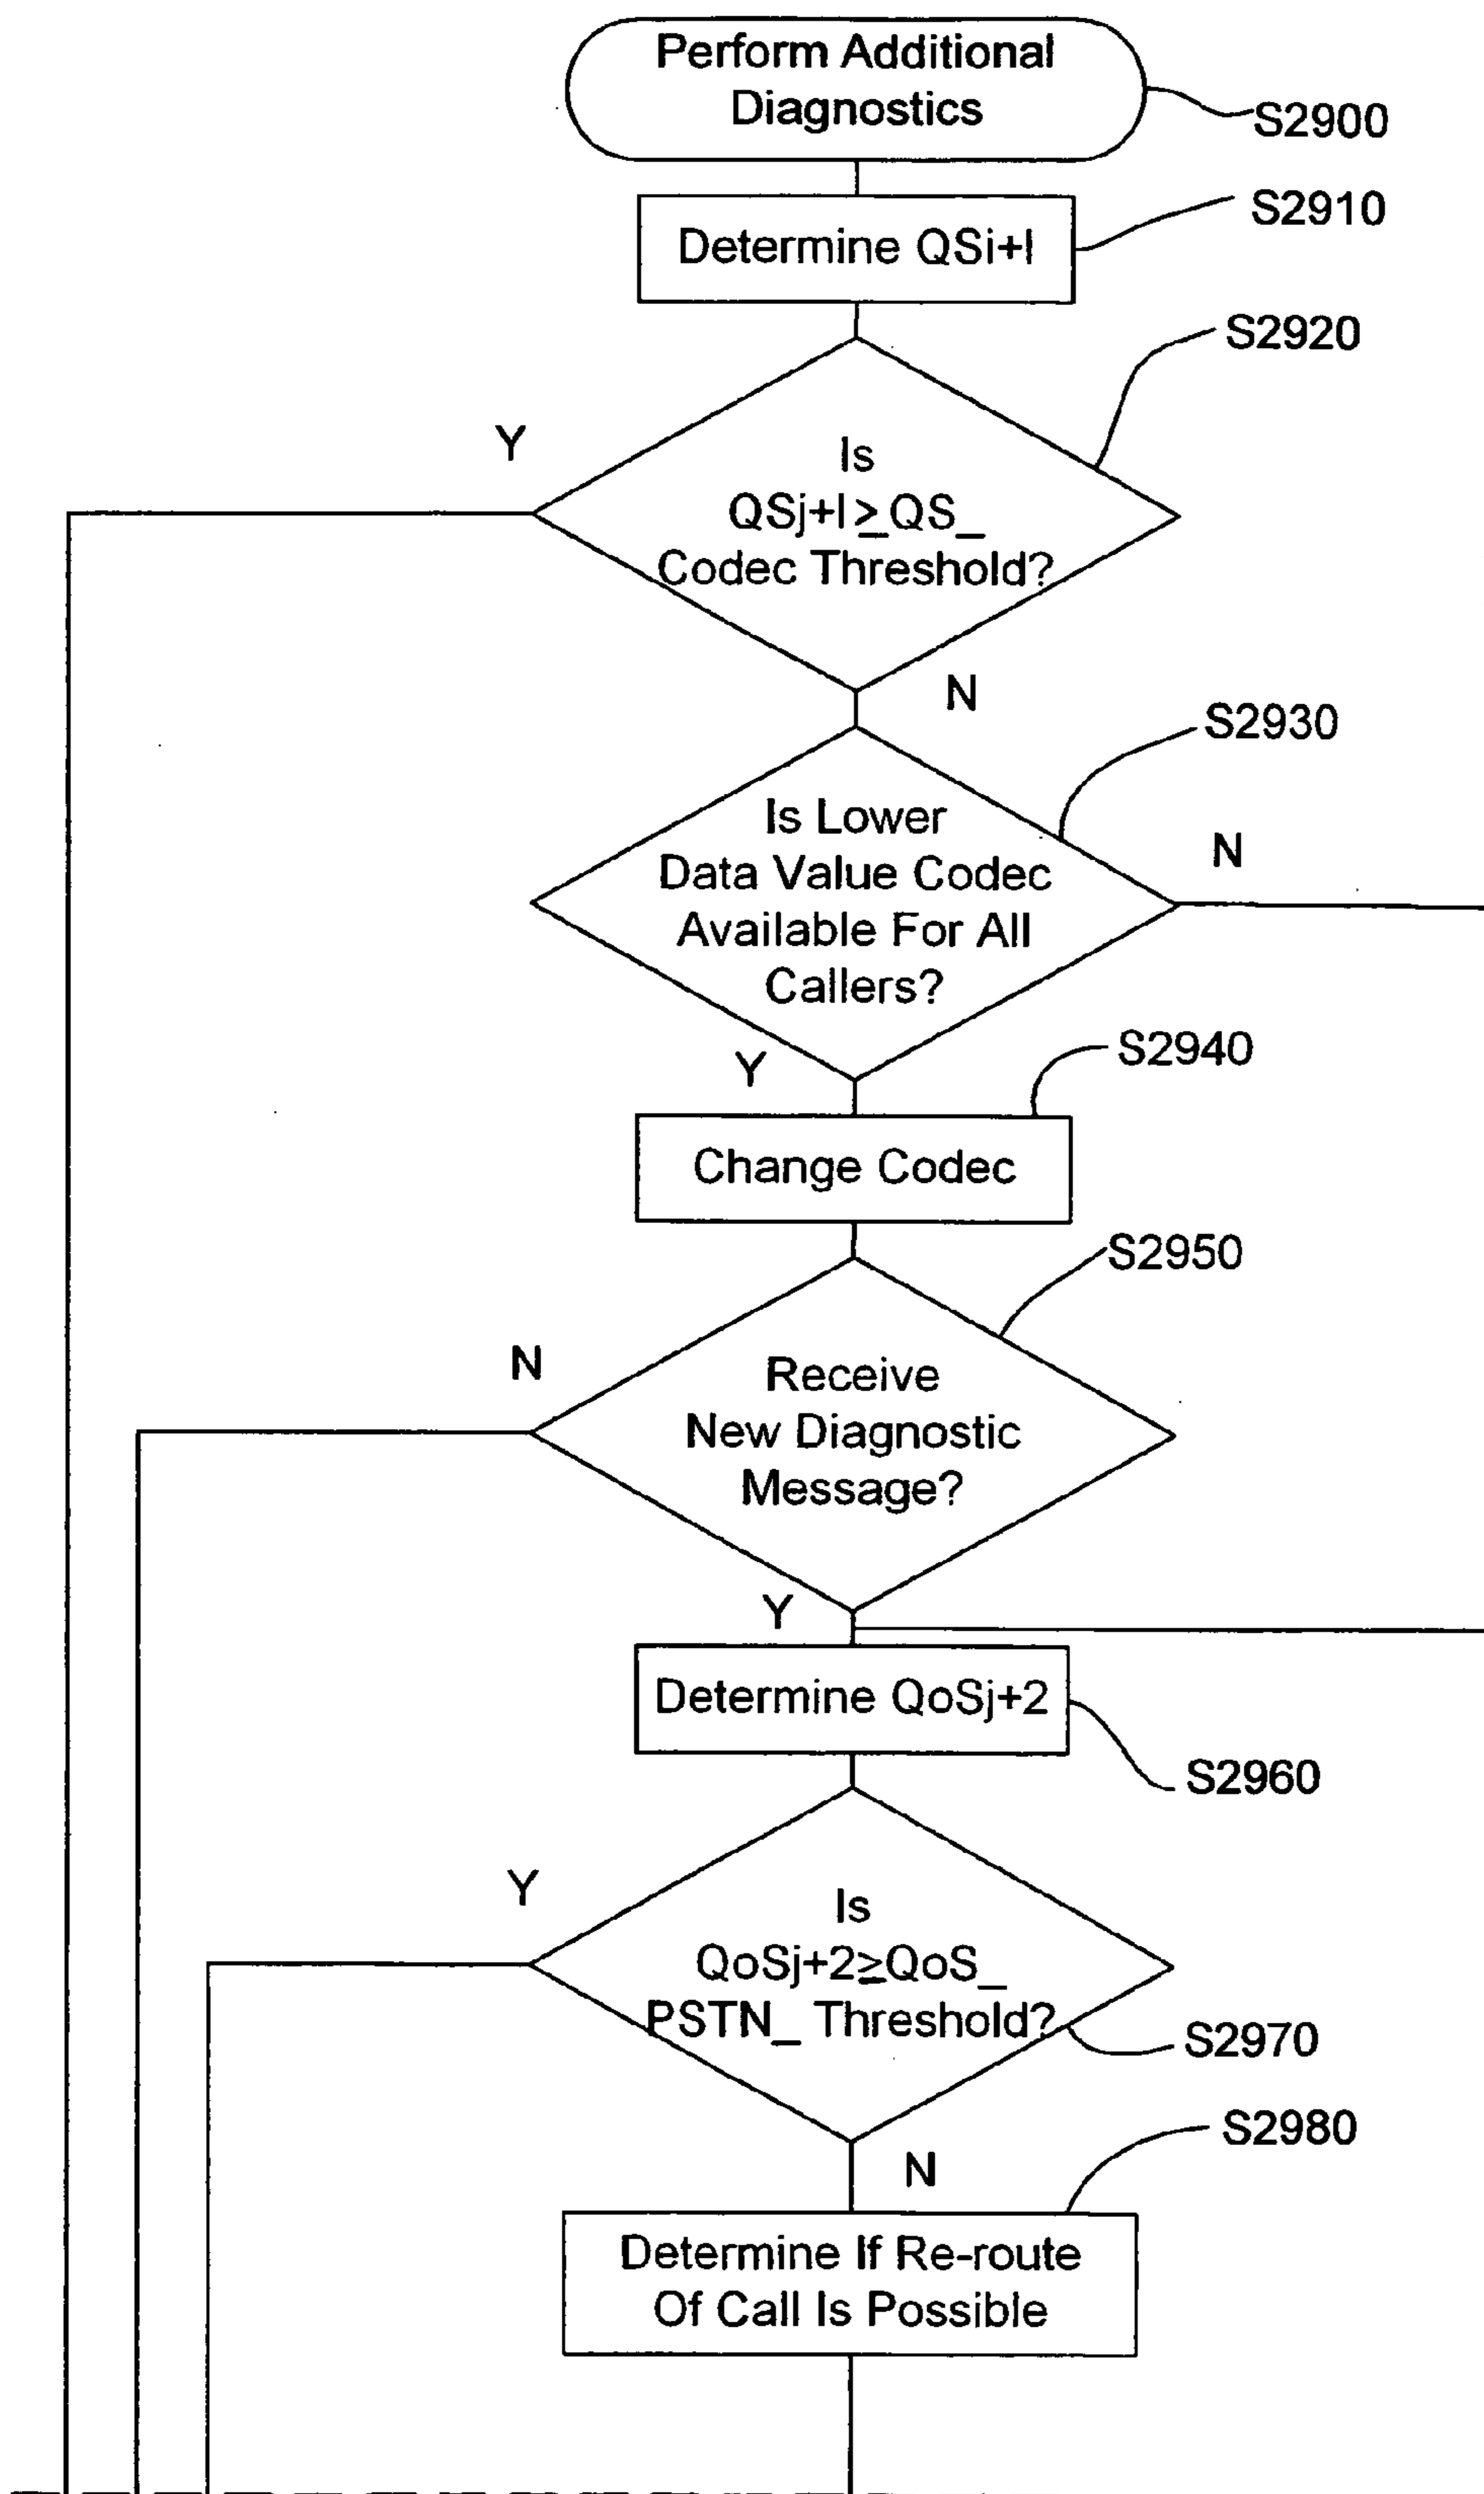 Perform Additional
Diagnostics
S2900
S2910
Determine QSi+I
S2920
Y
Is
QSj+I≥QS_
Codec Threshold?
N
S2930
Is Lower
Data Value Codec
Available For All
Callers?
N
Y
S2940
Change Codec
S2950
N
Receive
New Diagnostic
Message?
Y
Determine QoSj+2
S2960
Y
Is
QoSj+2≥QoS_
PSTN_ Threshold?
S2970
S2980
N
Determine If Re-route
Of Call Is Possible